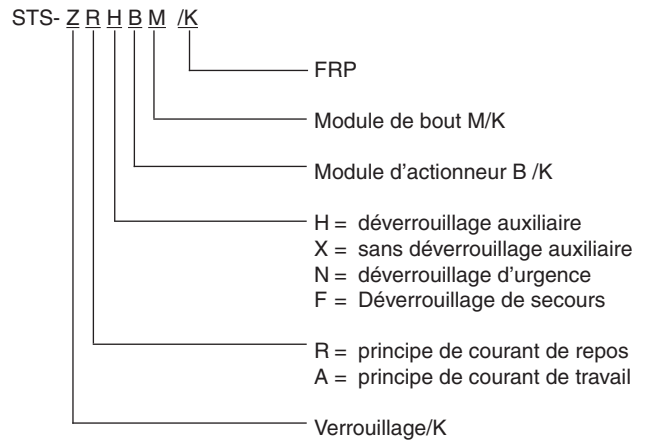 STS- Z R H B M /K
FRP
Module de bout M/K
Module d'actionneur B /K
H = déverrouillage auxiliaire
X = sans déverrouillage auxiliaire
N = déverrouillage d'urgence
F = Déverrouillage de secours
R = principe de courant de repos
A = principe de courant de travail
Verrouillage/K